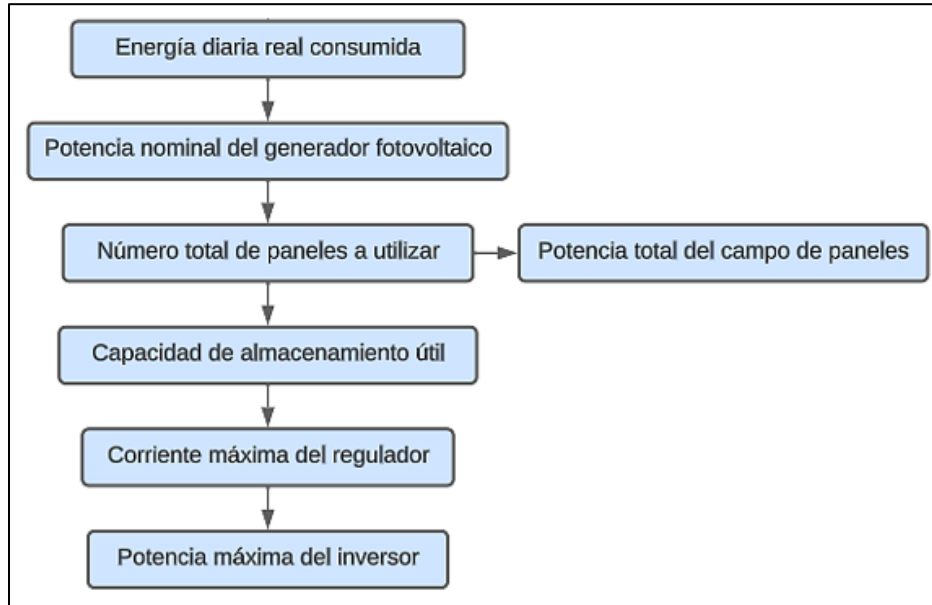 Energía diaria real consumida
Potencia nominal del generador fotovoltaico
Número total de paneles a utilizar
Potencia total del campo de paneles
Capacidad de almacenamiento útil
Corriente máxima del regulador
Potencia máxima del inversor